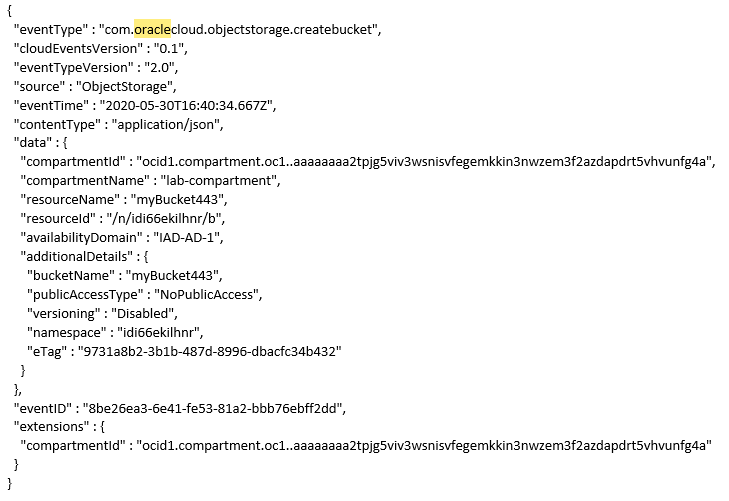 {
"eventType" : "com.oraclecloud.objectstorage.createbucket",
"cloudEventsVersion" : "0.1",
"eventTypeVersion" : "2.0",
"source" : "ObjectStorage",
"eventTime" : "2020-05-30T16:40:34.667Z",
"contentType" : "application/json",
"data" : {
"compartmentId" : "ocid1.compartment.oc1..aaaaaaaa2tpjg5viv3wsnisvfegemkkin3nwzem3f2azdapdrt5vhvunfg4a",
"compartmentName" : "lab-compartment",
"resourceName" : "myBucket443",
"resourceId" : "/n/idi66ekilhnr/b",
"availabilityDomain" : "IAD-AD-1",
"additionalDetails" : {
"bucketName" : "myBucket443",
"publicAccessType" : "NoPublicAccess",
"versioning" : "Disabled",
"namespace" : "idi66ekilhnr",
"eTag" : "9731a8b2-3b1b-487d-8996-dbacfc34b432"
}
},
"eventID" : "8be26ea3-6e41-fe53-81a2-bbb76ebff2dd",
"extensions" : {
"compartmentId" : "ocid1.compartment.oc1..aaaaaaaa2tpjg5viv3wsnisvfegemkkin3nwzem3f2azdapdrt5vhvunfg4a"
}
}